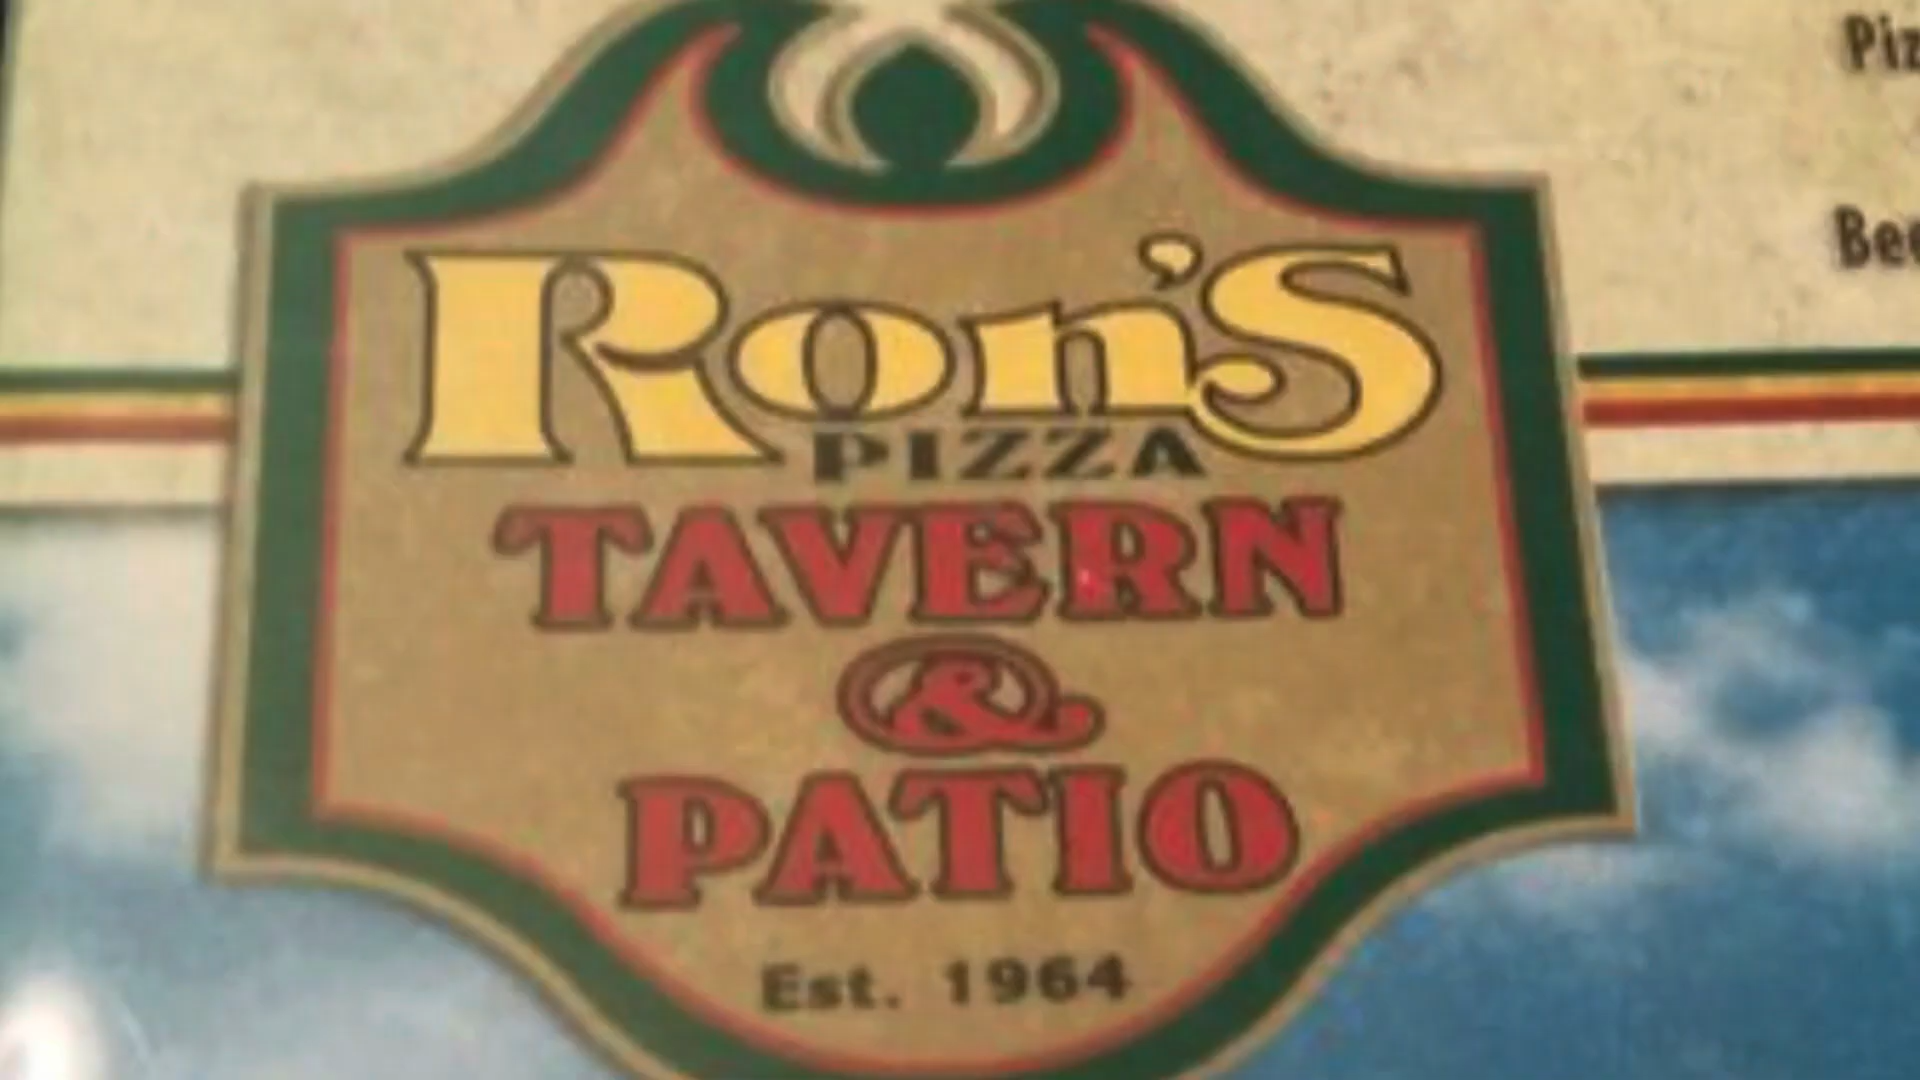 Ron's
PIZZA
TAVERN
&
PATIO
Est. 1964